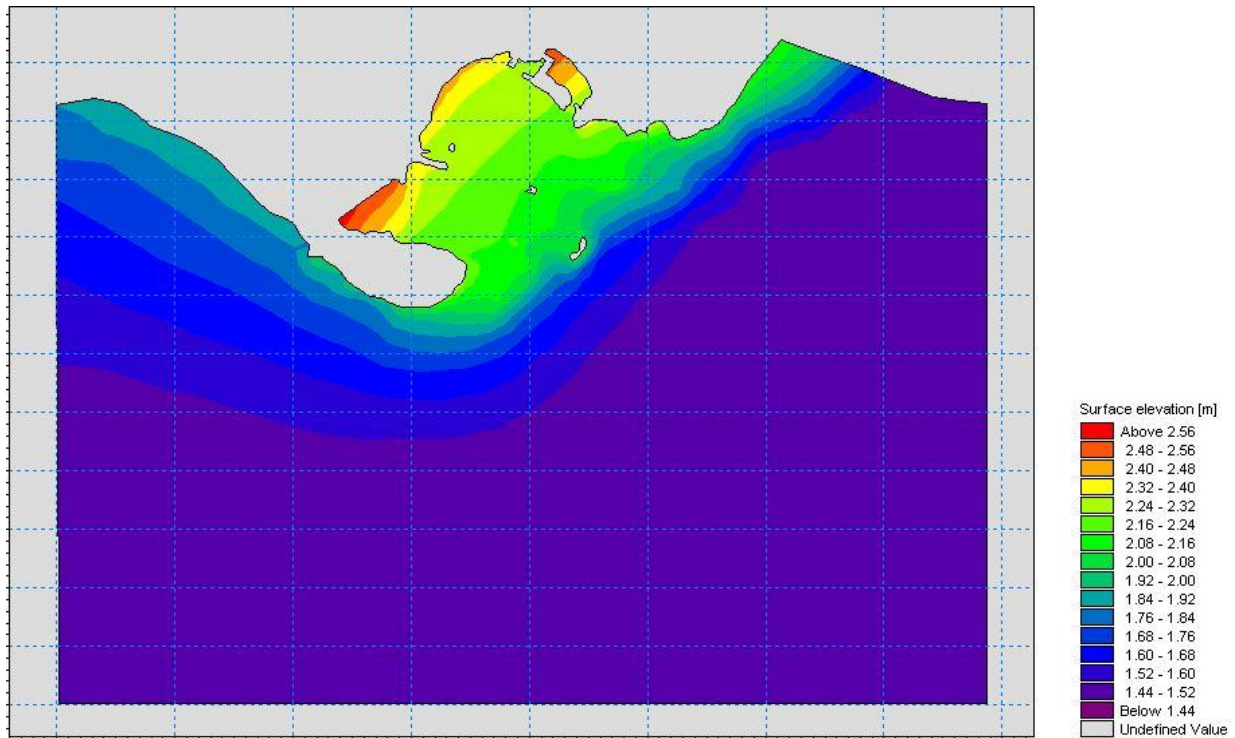 Surface elevation [m]
Above 2.56
2.48 - 2.56
2.40 - 2.48
2.32 - 2.40
2.24 - 2.32
2.16 - 2.24
2.08 - 2.16
2.00 - 2.08
1.92 - 2.00
1.84 - 1.92
1.76 - 1.84
1.68 - 1.76
1.60 - 1.68
1.52 - 1.60
1.44 - 1.52
Below 1.44
Undefined Value